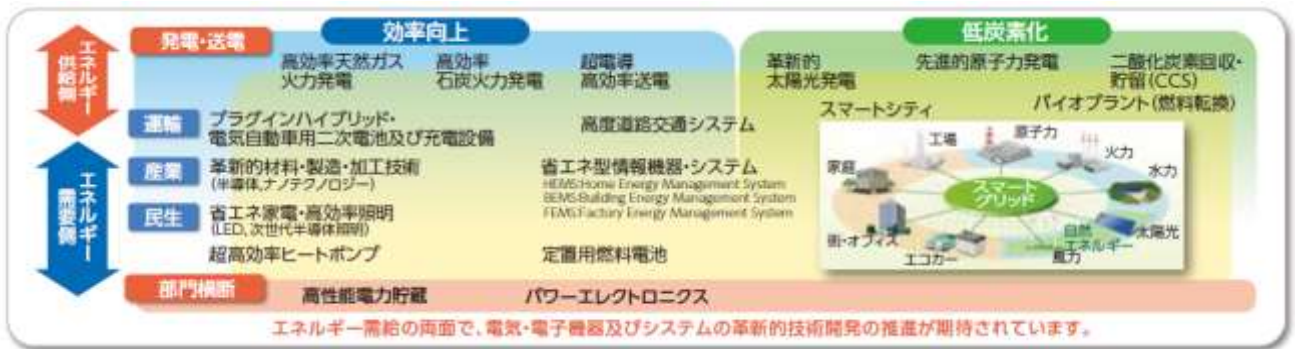 エネルギー供給側
発電・送電
効率向上
低炭素化
高効率天然ガス
火力発電
高効率
石炭火力発電
超電導
高効率送電
革新的
太陽光発電
先進的原子力発電
二酸化炭素回収・
貯留(CCS)
運輸
プラグインハイブリッド・
電気自動車用二次電池及び充電設備
高度道路交通システム
スマートシティ
バイオプラント(燃料転換)
エネルギー需要側
産業
革新的材料・製造・加工技術
(半導体,ナノテクノロジー)
省エネ型情報機器・システム
HEMS:Home Energy Management System
BEMS:Building Energy Management System
FEMS:Factory Energy Management System
民生
省エネ家電・高効率照明
(LED、次世代半導体照明)
超高効率ヒートポンプ
定置用燃料電池
工場
原子力
火力
水力
家庭
スマート
グリッド
太陽光
自然
エネルギー
風力
エコカー
街・オフィス
部門横断
高性能電力貯蔵
パワーエレクトロニクス
エネルギー需給の両面で、電気・電子機器及びシステムの革新的技術開発の推進が期待されています。